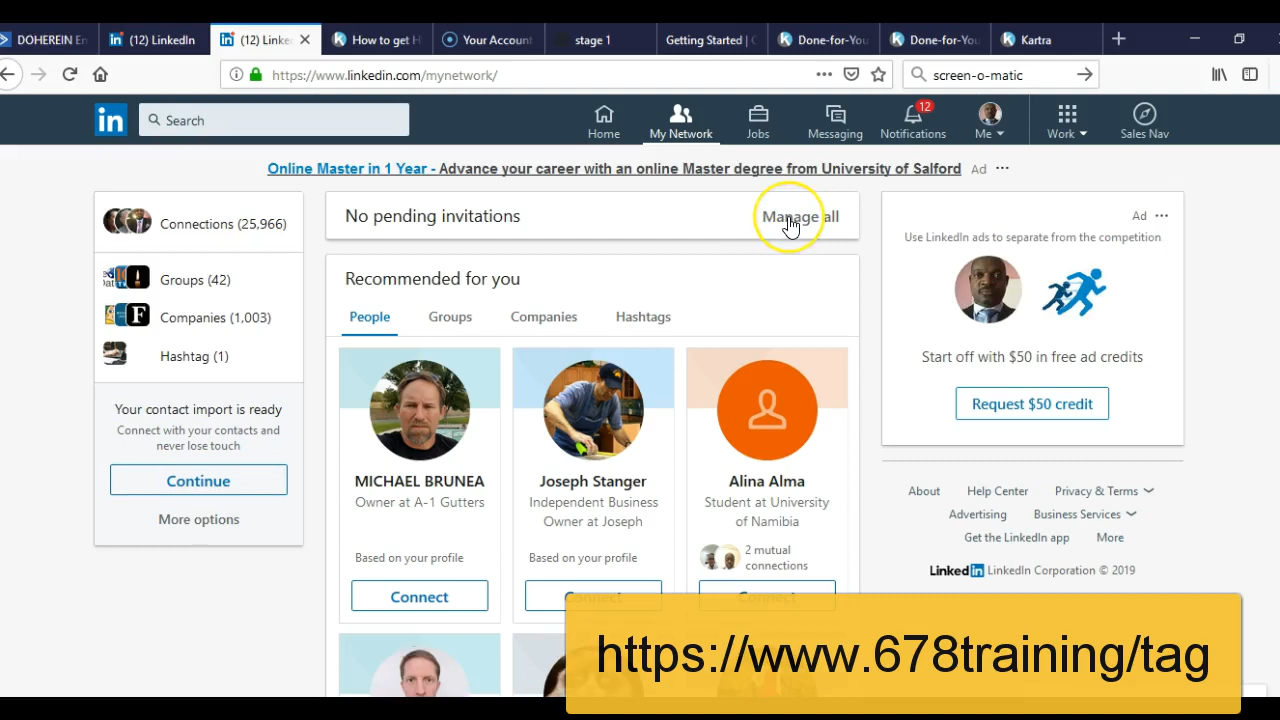 DOHEREIN En
(12) LinkedIn
(12) Linke
How to get H
Your Account
stage 1
Getting Started | C
Done-for-You
Done-for-You
Kartra
https://www.linkedin.com/mynetwork/
screen-o-matic
in
Search
Home
My Network
Jobs
Messaging
12
Notifications
Me
Work
Sales Nav
Online Master in 1 Year - Advance your career with an online Master degree from University of Salford
Ad
Connections (25,966)
Groups (42)
Companies (1,003)
Hashtag (1)
Your contact import is ready
Connect with your contacts and
never lose touch
Continue
More options
No pending invitations
Manage all
Recommended for you
People
Groups
Companies
Hashtags
MICHAEL BRUNEA
Owner at A-1 Gutters
Based on your profile
Connect
Joseph Stanger
Independent Business
Owner at Joseph
Based on your profile
Connect
Alina Alma
Student at University
of Namibia
2 mutual
connections
Connect
Ad
Use LinkedIn ads to separate from the competition
Start off with $50 in free ad credits
Request $50 credit
About
Help Center
Privacy & Terms
Advertising
Business Services
Get the LinkedIn app
More
Linkedin LinkedIn Corporation © 2019
https://www.678training/tag